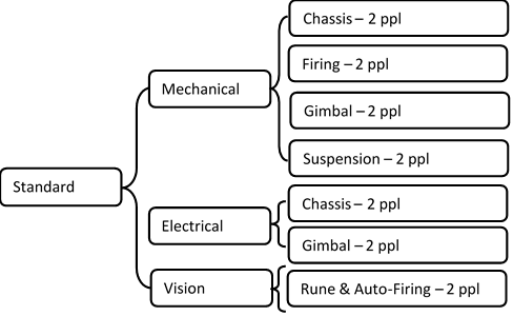 Standard
Mechanical
Chassis – 2 ppl
Firing – 2 ppl
Gimbal – 2 ppl
Suspension – 2 ppl
Electrical
Chassis – 2 ppl
Gimbal – 2 ppl
Vision
Rune & Auto-Firing – 2 ppl